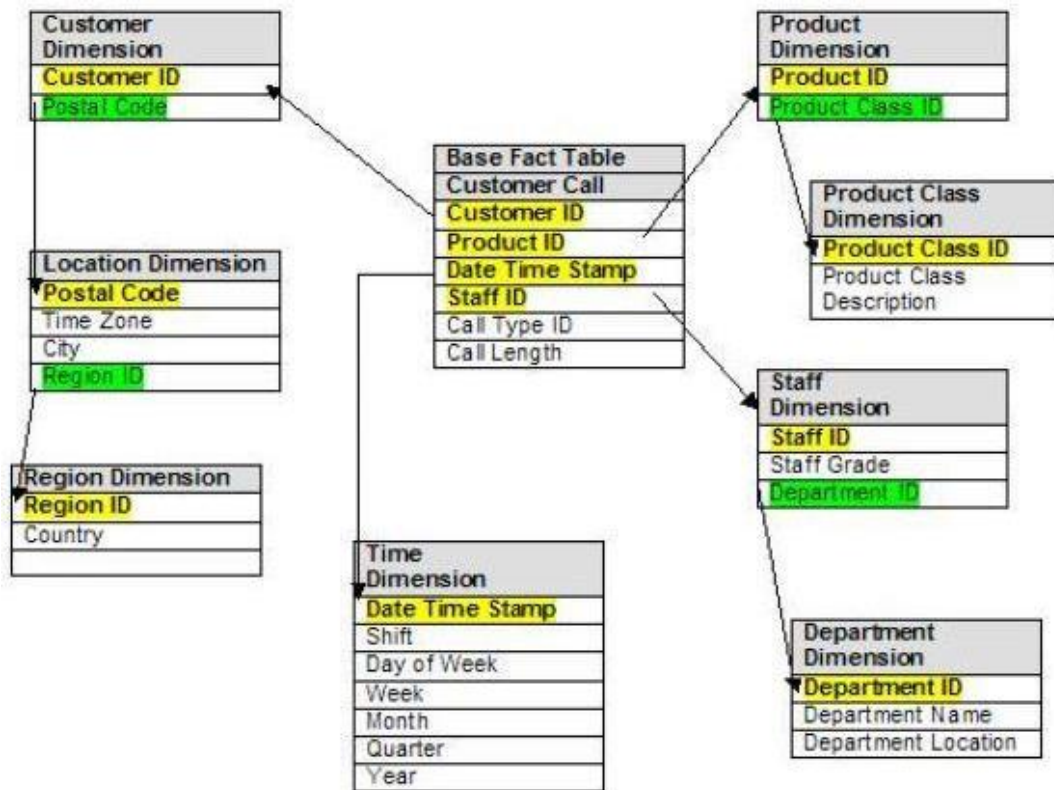 Customer
Dimension
Customer ID
Postal Code
Product
Dimension
Product ID
Product Class ID
Base Fact Table
Customer Call
Customer ID
Product ID
Date Time Stamp
Staff ID
Call Type ID
Call Length
Product Class
Dimension
Product Class ID
Product Class
Description
Location Dimension
Postal Code
Time Zone
City
Region ID
Staff
Dimension
Staff ID
Staff Grade
Department ID
Region Dimension
Region ID
Country
Time
Dimension
Date Time Stamp
Shift
Day of Week
Week
Month
Quarter
Year
Department
Dimension
Department ID
Department Name
Department Location